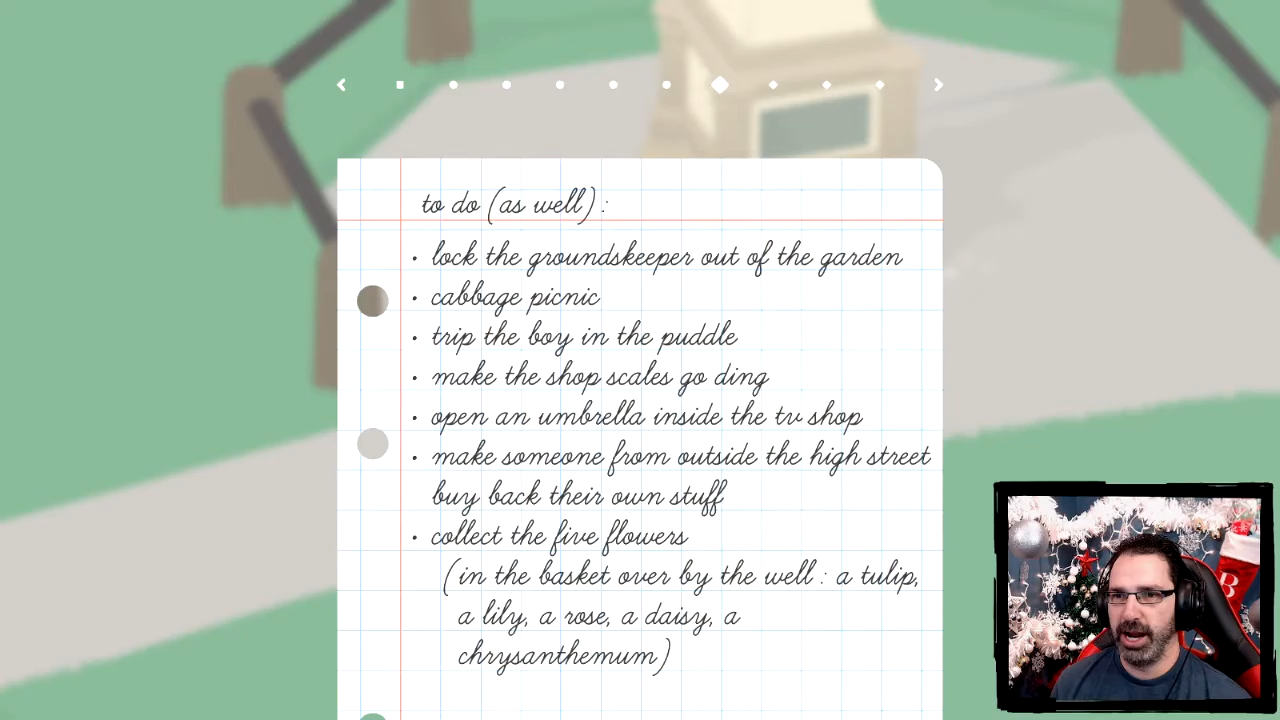 to do (as well) :
• lock the groundskeeper out of the garden
• cabbage picnic
• trip the boy in the puddle
• make the shop scales go ding
• open an umbrella inside the tv shop
• make someone from outside the high street
buy back their own stuff
• collect the five flowers
(in the basket over by the well : a tulip,
a lily, a rose, a daisy, a
chrysanthemum)
B